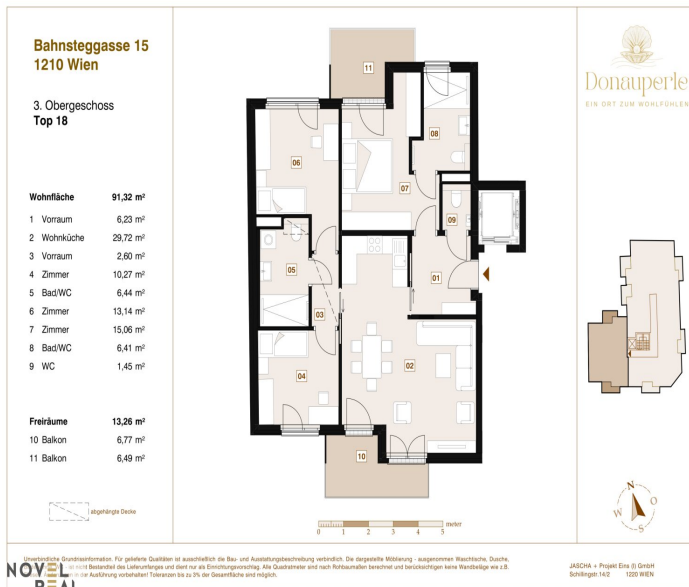 Bahnsteggasse 15
1210 Wien
3. Obergeschoss
Top 18
Wohnfläche 91,32 m²
1 Vorraum 6,23 m²
2 Wohnküche 29,72 m²
3 Vorraum 2,60 m²
4 Zimmer 10,27 m²
5 Bad/WC 6,44 m²
6 Zimmer 13,14 m²
7 Zimmer 15,06 m²
8 Bad/WC 6,41 m²
9 WC 1,45 m²
Freiräume 13,26 m²
10 Balkon 6,77 m²
11 Balkon 6,49 m²
abgehängte Decke
11
08
06
07
09
05
01
03
02
04
10
0 1 2 3 4 5 meter
Donauperle
EIN ORT ZUM WOHLFÜHLEN
N
W O
S
Unverbindliche Grundrissinformation. Für gelieferte Qualitäten ist ausschließlich die Bau- und Ausstattungsbeschreibung verbindlich. Die dargestellte Möblierung - ausgenommen Waschtische, Dusche,
nicht Bestandteil des Lieferumfanges und dient nur als Einrichtungsvorschlag. Alle Quadratmeter sind nach Rohbaumaßen berechnet und berücksichtigen keine Wandbeläge wie z.B.
in der Ausführung vorbehalten! Toleranzen bis zu 3% der Gesamtfläche sind möglich.
JASCHA + Projekt Eins (I) GmbH
Schillingstr.14/2 1220 WIEN
NOVEL
REAL